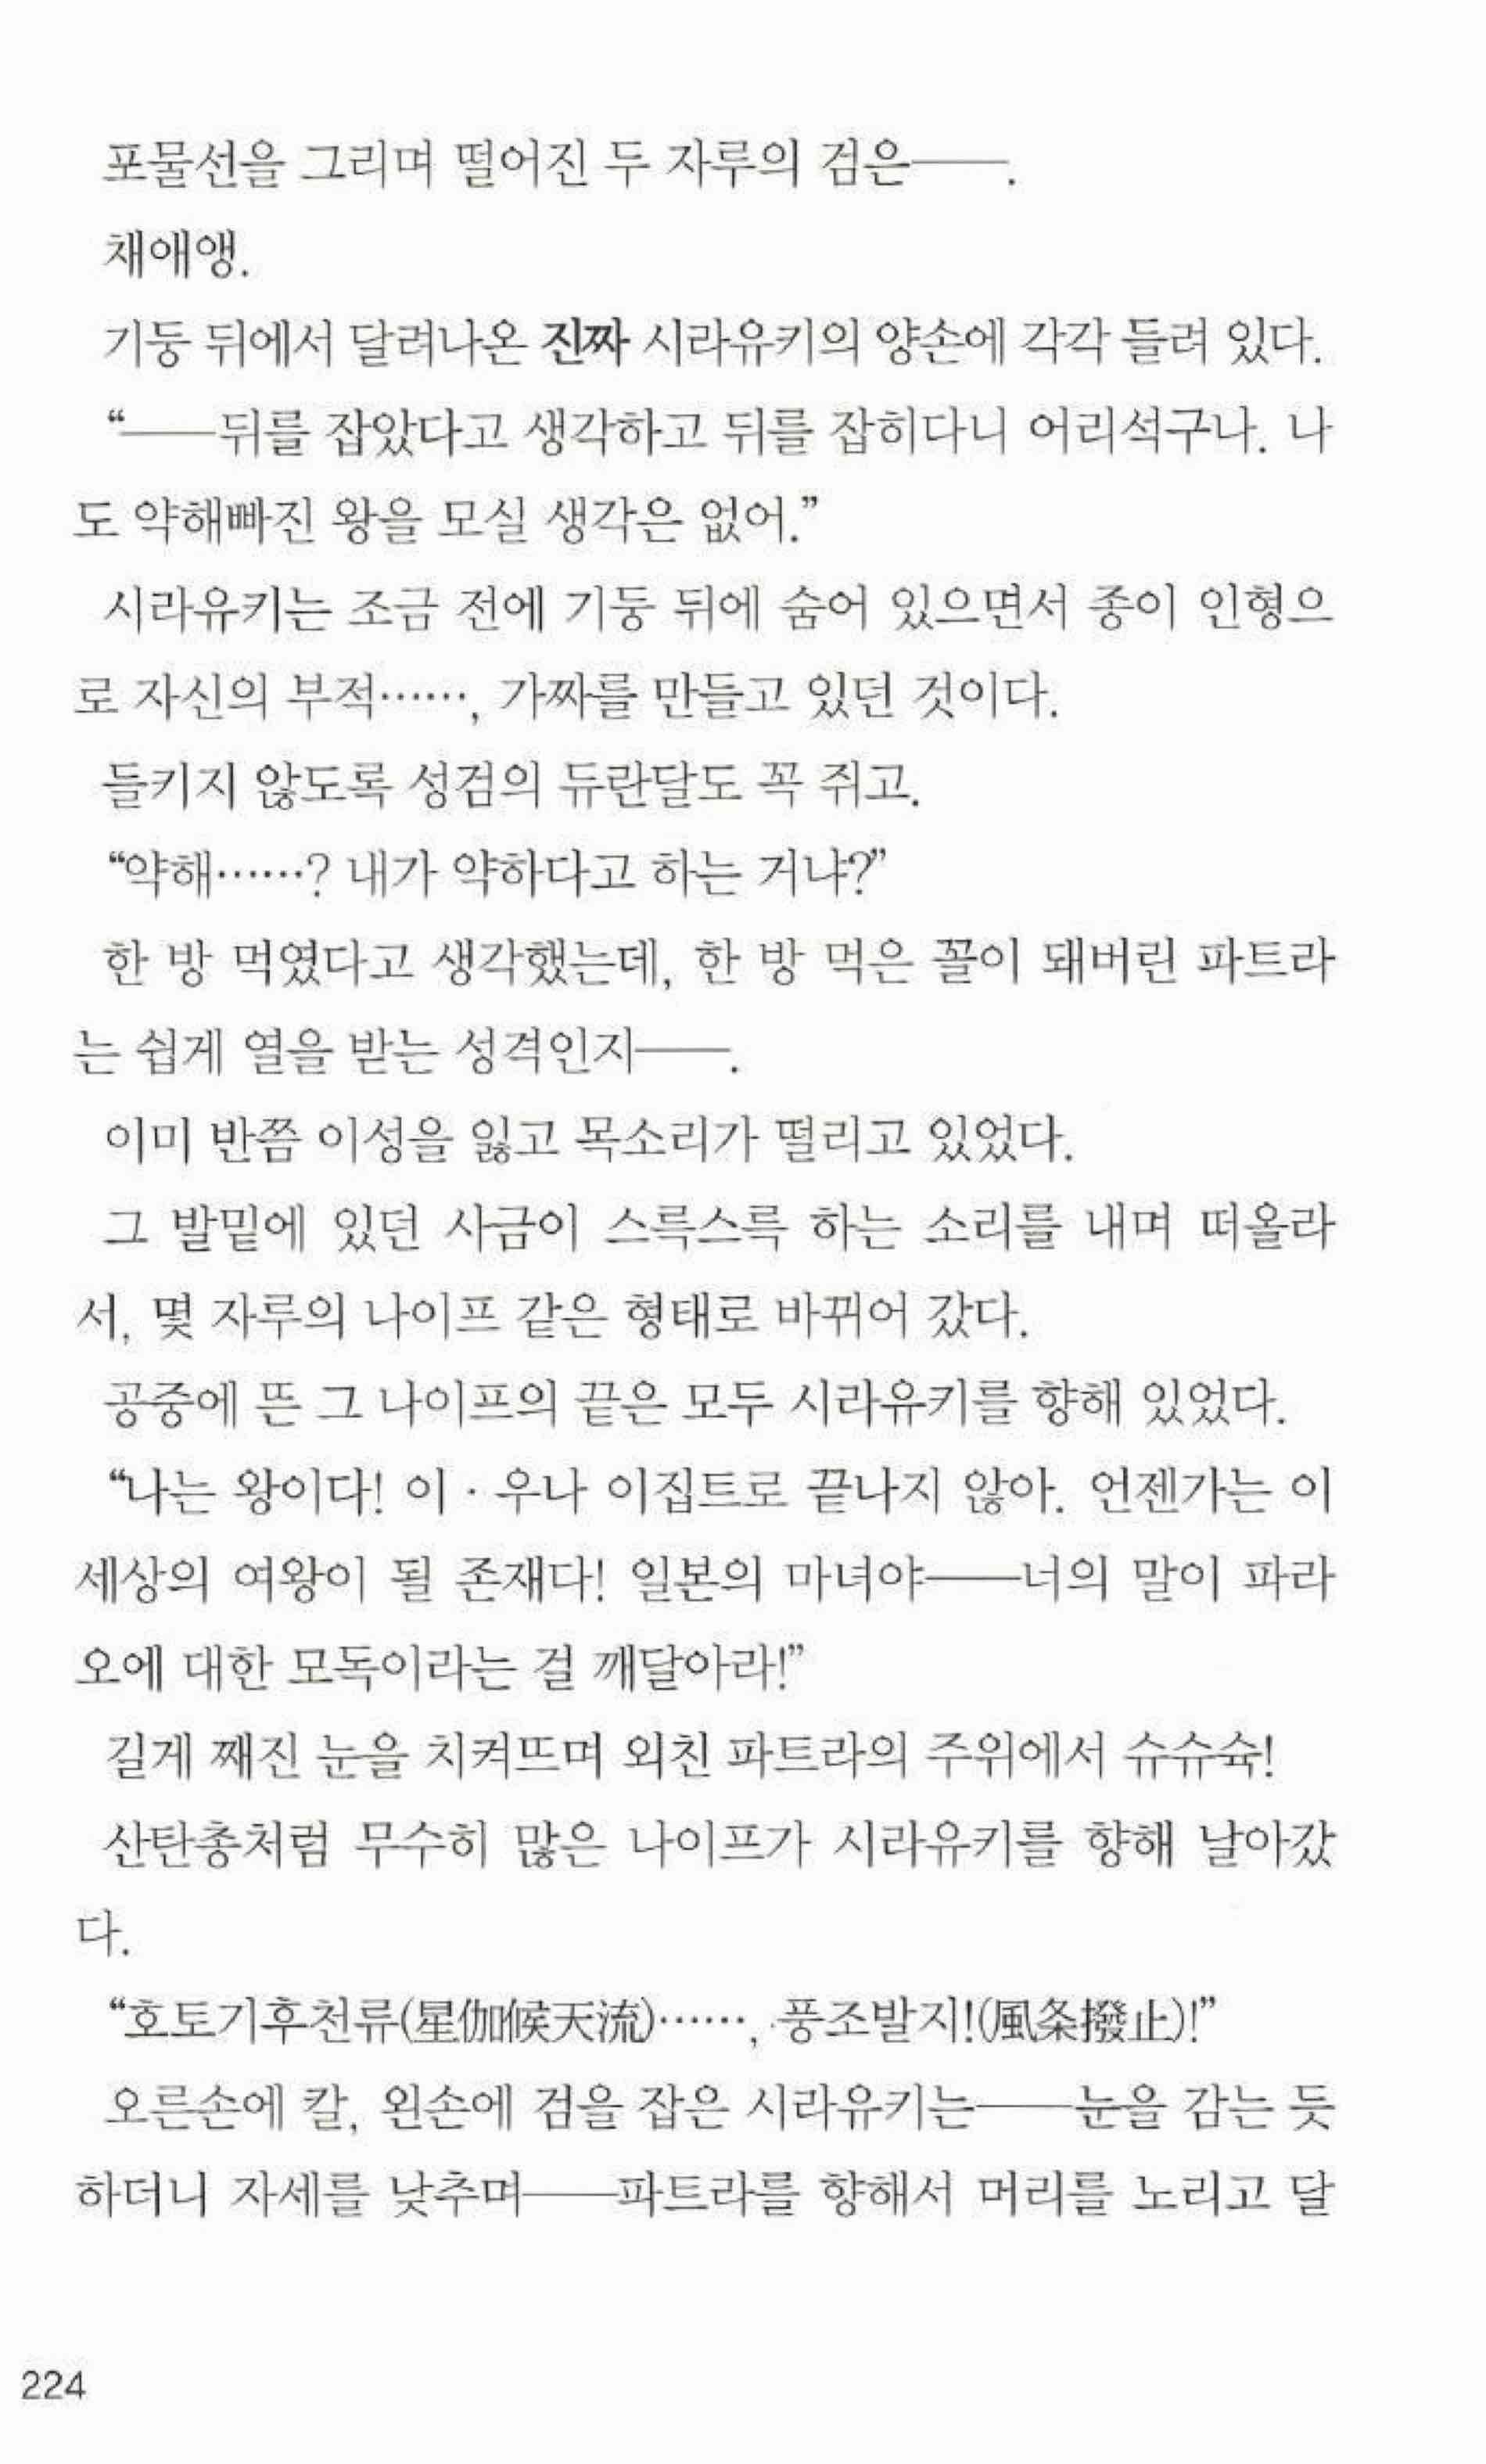 포물선을 그리며 떨어진 두 자루의 검은――.
채애앵.
기둥 뒤에서 달려나온 진짜 시라유키의 양손에 각각 들려 있다.
“――뒤를 잡았다고 생각하고 뒤를 잡히다니 어리석구나. 나
도 약해빠진 왕을 모실 생각은 없어.”
시라유키는 조금 전에 기둥 뒤에 숨어 있으면서 종이 인형으
로 자신의 부적……, 가짜를 만들고 있던 것이다.
들키지 않도록 성검의 듀란달도 꼭 쥐고.
“약해……? 내가 약하다고 하는 거냐?”
한 방 먹였다고 생각했는데, 한 방 먹은 꼴이 돼버린 파트라
는 쉽게 열을 받는 성격인지――.
이미 반쯤 이성을 잃고 목소리가 떨리고 있었다.
그 발밑에 있던 사금이 스륵스륵 하는 소리를 내며 떠올라
서, 몇 자루의 나이프 같은 형태로 바뀌어 갔다.
공중에 뜬 그 나이프의 끝은 모두 시라유키를 향해 있었다.
“나는 왕이다! 이 · 우나 이집트로 끝나지 않아. 언젠가는 이
세상의 여왕이 될 존재다! 일본의 마녀야――너의 말이 파라
오에 대한 모독이라는 걸 깨달아라!”
길게 째진 눈을 치켜뜨며 외친 파트라의 주위에서 슈슈슉!
산탄총처럼 무수히 많은 나이프가 시라유키를 향해 날아갔
다.
“호토기후천류(星伽候天流)……, 풍조발지!(風条撥止)!”
오른손에 칼, 왼손에 검을 잡은 시라유키는――눈을 감는 듯
하더니 자세를 낮추며――파트라를 향해서 머리를 노리고 달
224